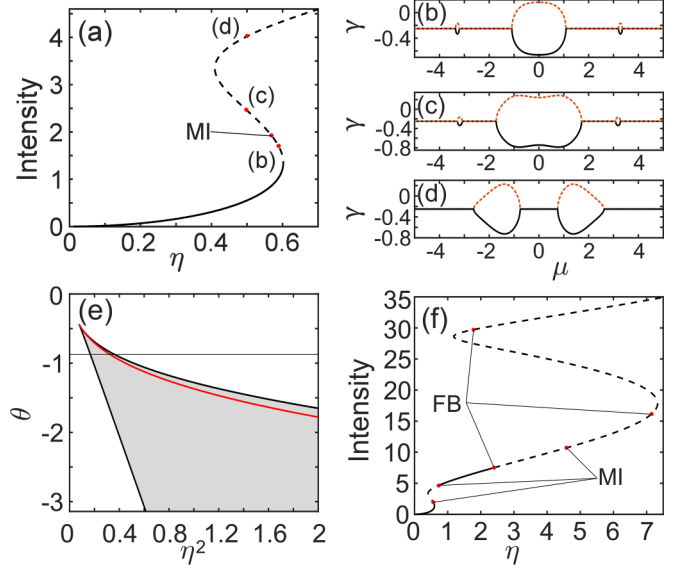 (a)
Intensity
4
3
2
1
0
(d)
(c)
MI
(b)
0 0.2 0.4 0.6
η
(b)
γ
0
-0.4
-4 -2 0 2 4
(c)
γ
0
-0.4
-0.8
-4 -2 0 2 4
(d)
γ
0
-0.8
-4 -2 0 2 4
μ
(e)
θ
0
-1
-2
-3
0 0.4 0.8 1.2 1.6 2
η²
(f)
Intensity
35
30
25
20
15
10
5
0
FB
MI
0 1 2 3 4 5 6 7
η